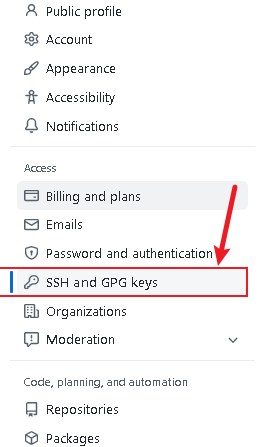 Public profile
Account
Appearance
Accessibility
Notifications
Access
Billing and plans
Emails
Password and authentication
SSH and GPG keys
Organizations
Moderation
Code, planning, and automation
Repositories
Packages